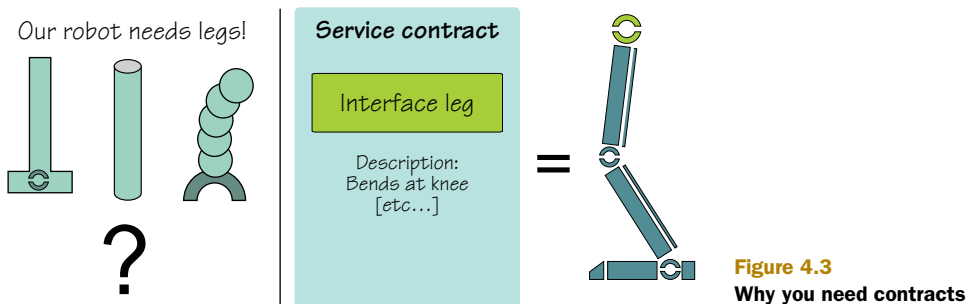 Our robot needs legs!
?
Service contract
Interface leg
Description:
Bends at knee
[etc...]
=
Figure 4.3
Why you need contracts